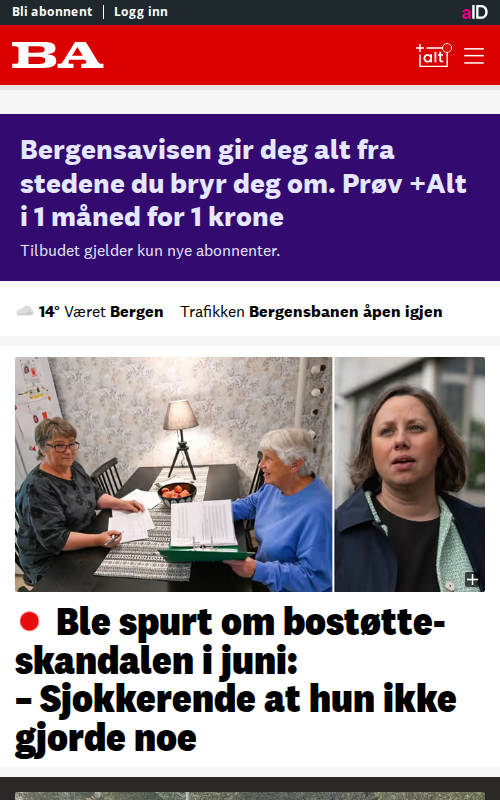 Bli abonnent | Logg inn
aID
BA
+alt
Bergensavisen gir deg alt fra
stedene du bryr deg om. Prøv +Alt
i 1 måned for 1 krone
Tilbudet gjelder kun nye abonnenter.
14° Været Bergen Trafikken Bergensbanen åpen igjen
+
Ble spurt om bostøtte-
skandalen i juni:
– Sjokkerende at hun ikke
gjorde noe